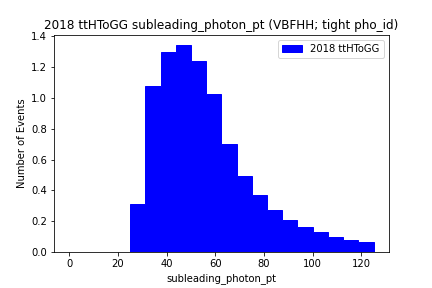 2018 ttHToGG subleading_photon_pt (VBFHH; tight pho_id)
2018 ttHToGG
1.4
1.2
1.0
0.8
0.6
0.4
0.2
0.0
Number of Events
0 20 40 60 80 100 120
subleading_photon_pt